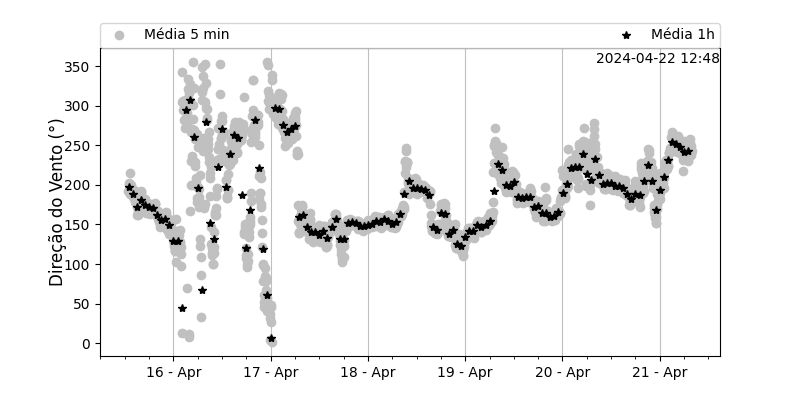 Média 5 min
Média 1h
2024-04-22 12:48
Direção do Vento (°)
350
300
250
200
150
100
50
0
16 - Apr
17 - Apr
18 - Apr
19 - Apr
20 - Apr
21 - Apr